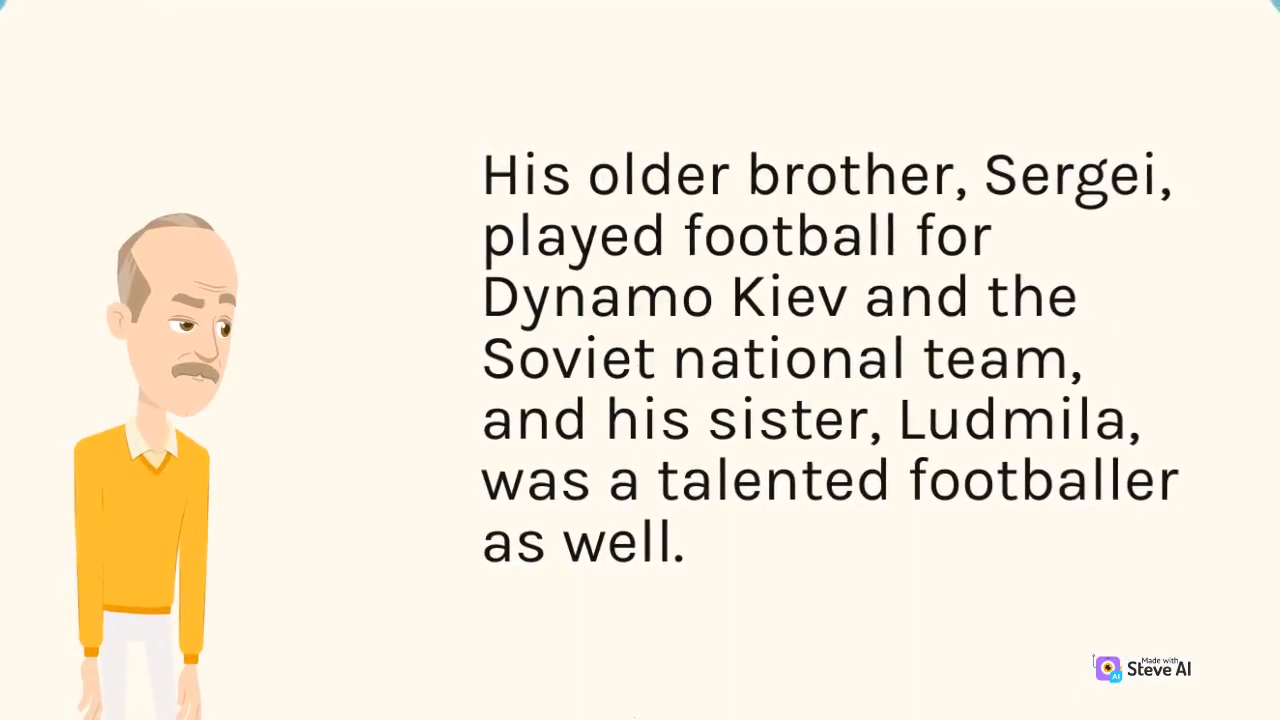 His older brother, Sergei,
played football for
Dynamo Kiev and the
Soviet national team,
and his sister, Ludmila,
was a talented footballer
as well.
Made with
Steve AI
AI